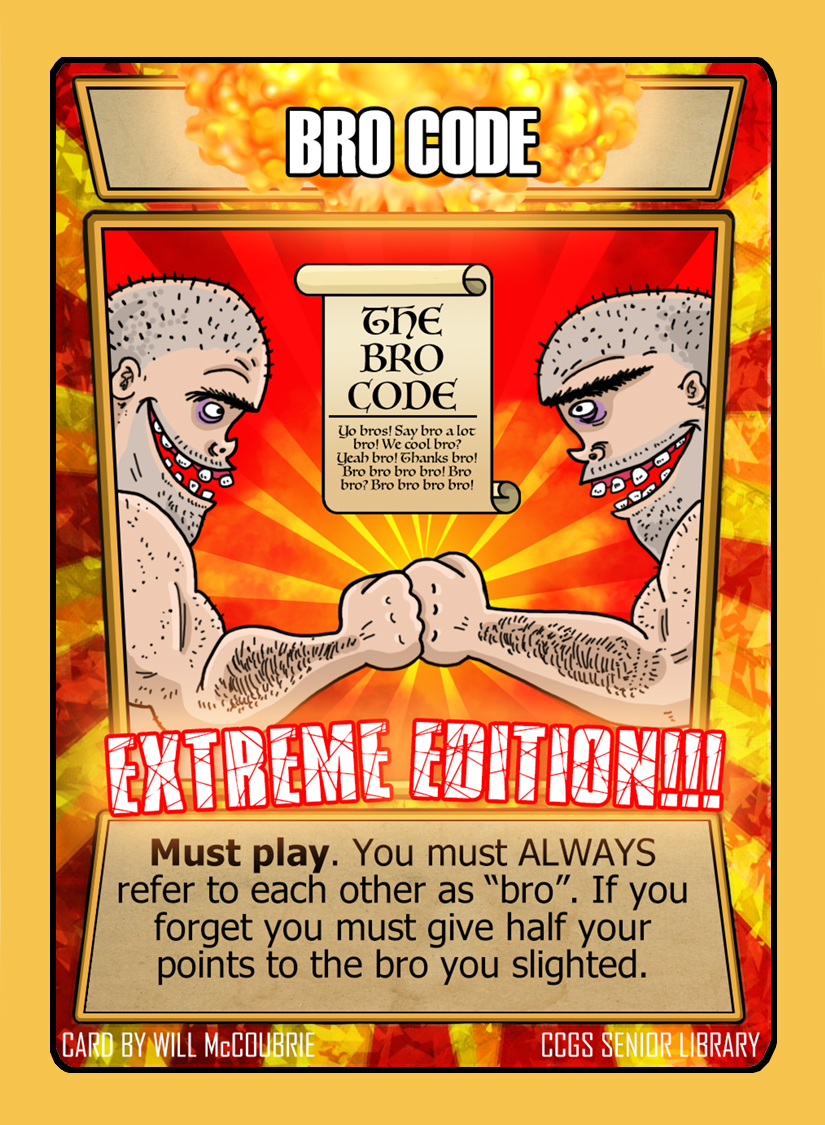 BRO CODE
THE
BRO
CODE
Yo bros! Say bro a lot
bro! We cool bro?
Yeah bro! Thanks bro!
Bro bro bro bro! Bro
bro? Bro bro bro bro!
EXTREME EDITION!!!
Must play. You must ALWAYS
refer to each other as “bro”. If you
forget you must give half your
points to the bro you slighted.
CARD BY WILL McCOUBRIE
CCGS SENIOR LIBRARY